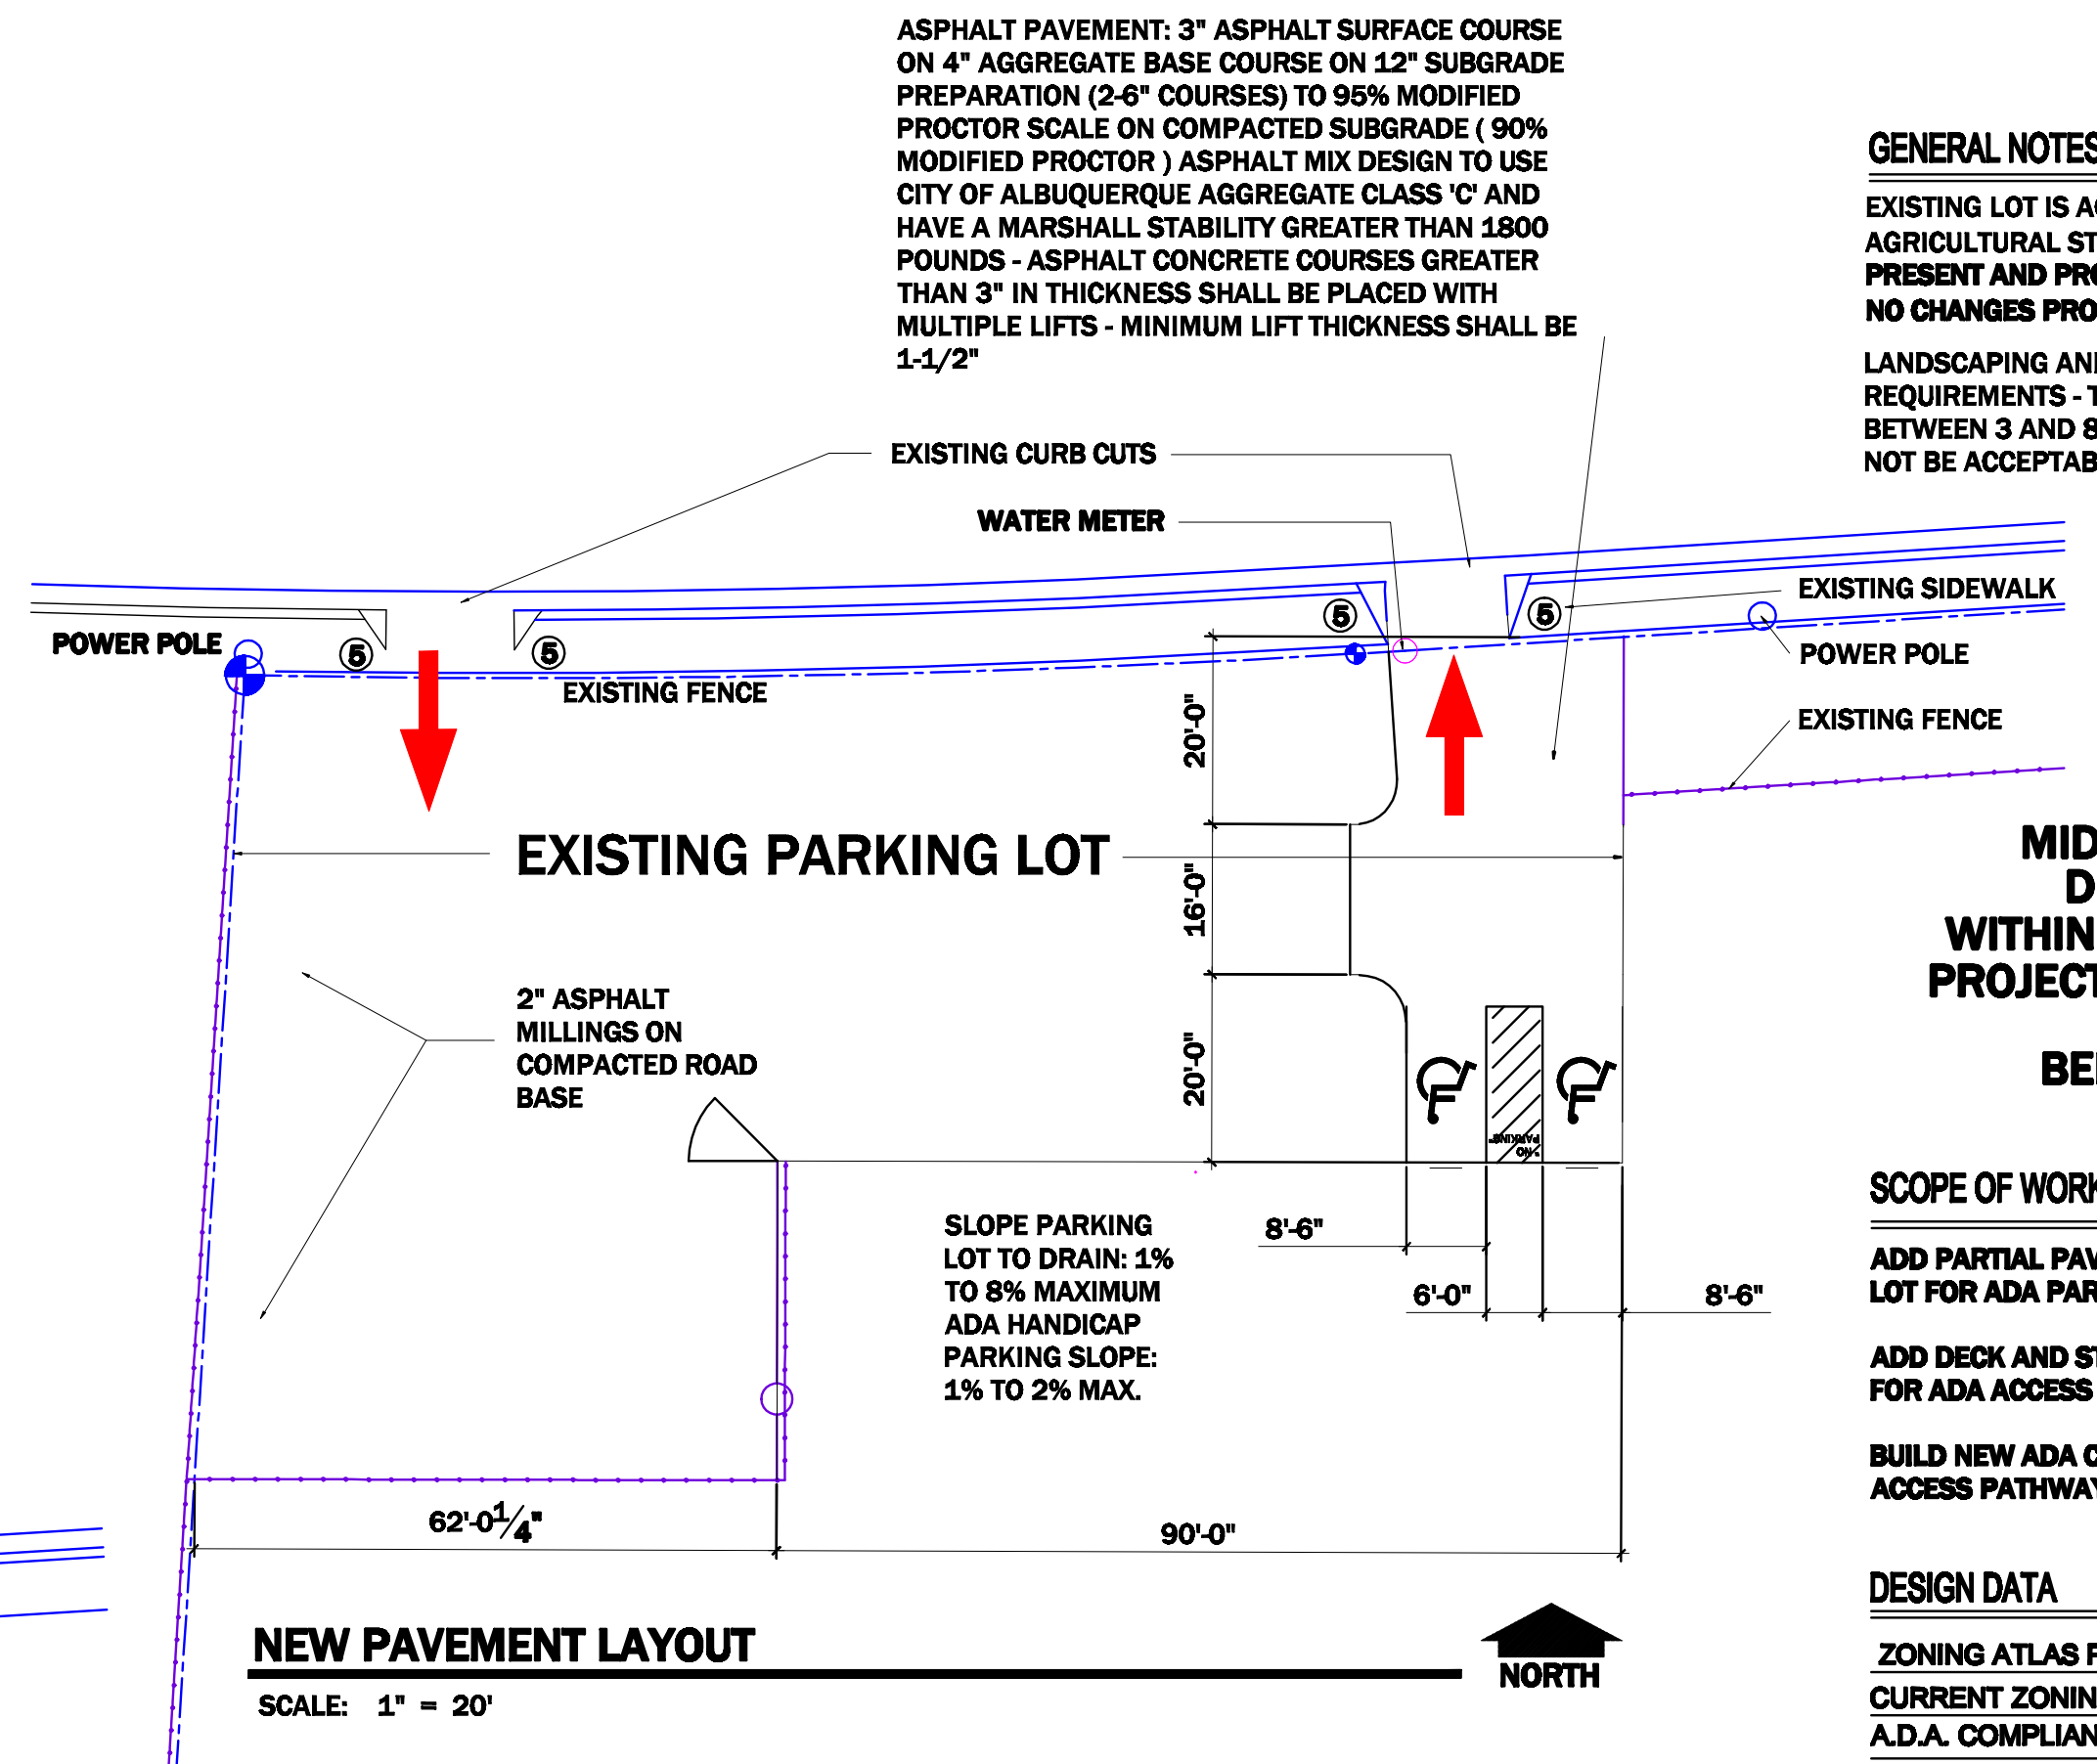 ASPHALT PAVEMENT: 3" ASPHALT SURFACE COURSE
ON 4" AGGREGATE BASE COURSE ON 12" SUBGRADE
PREPARATION (2-6" COURSES) TO 95% MODIFIED
PROCTOR SCALE ON COMPACTED SUBGRADE ( 90%
MODIFIED PROCTOR ) ASPHALT MIX DESIGN TO USE
CITY OF ALBUQUERQUE AGGREGATE CLASS 'C' AND
HAVE A MARSHALL STABILITY GREATER THAN 1800
POUNDS - ASPHALT CONCRETE COURSES GREATER
THAN 3" IN THICKNESS SHALL BE PLACED WITH
MULTIPLE LIFTS - MINIMUM LIFT THICKNESS SHALL BE
1-1/2"
GENERAL NOTES
EXISTING LOT IS
AGRICULTURAL
PRESENT AND
NO CHANGES
LANDSCAPING
REQUIREMENTS -
BETWEEN 3 AND 8
NOT BE
EXISTING CURB CUTS
WATER METER
EXISTING SIDEWALK
POWER POLE
EXISTING FENCE
POWER POLE
5
5
5
5
EXISTING FENCE
20'-0"
16'-0"
20'-0"
EXISTING PARKING LOT
2" ASPHALT
MILLINGS ON
COMPACTED ROAD
BASE
"NO
PARKING"
SLOPE PARKING
LOT TO DRAIN: 1%
TO 8% MAXIMUM
ADA HANDICAP
PARKING SLOPE:
1% TO 2% MAX.
8'-6"
6'-0"
8'-6"
62'-0 1/4"
90'-0"
NEW PAVEMENT LAYOUT
SCALE: 1" = 20'
NORTH
MID
D
WITHIN
PROJECT
SCOPE OF WORK
ADD PARTIAL
LOT FOR ADA
ADD DECK AND
FOR ADA ACCESS
BUILD NEW ADA
ACCESS PATHWAY
DESIGN DATA
ZONING ATLAS
CURRENT
A.D.A.